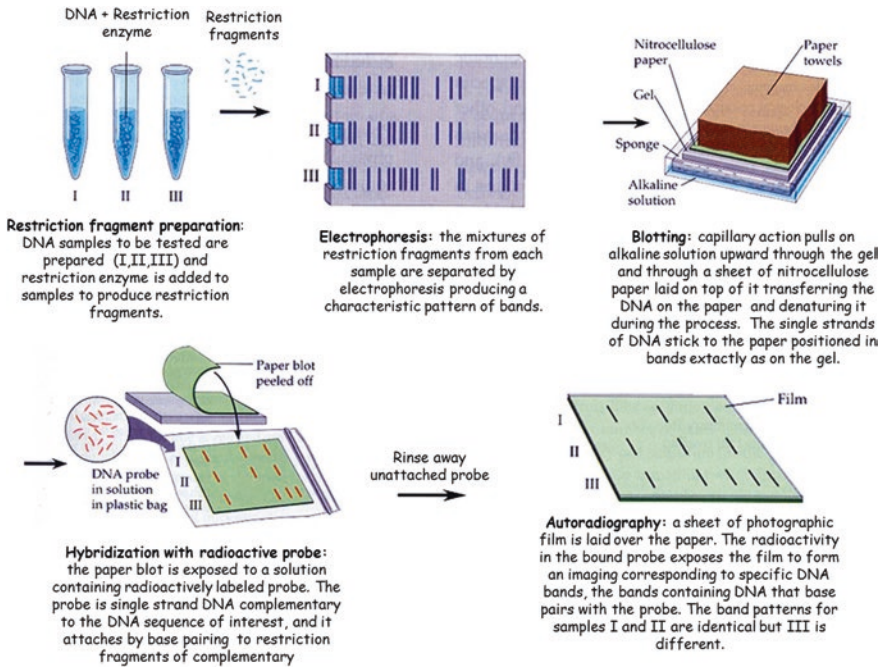 DNA + Restriction
enzyme
Restriction
fragments
I
II
III
Restriction fragment preparation:
DNA samples to be tested are
prepared (I,II,III) and
restriction enzyme is added to
samples to produce restriction
fragments.
I
II
III
Electrophoresis: the mixtures of
restriction fragments from each
sample are separated by
electrophoresis producing a
characteristic pattern of bands.
Nitrocellulose
paper
Gel
Sponge
Alkaline
solution
Paper
towels
Blotting: capillary action pulls on
alkaline solution upward through the gel
and through a sheet of nitrocellulose
paper laid on top of it transferring the
DNA on the paper and denaturing it
during the process. The single strands
of DNA stick to the paper positioned in
bands extactly as on the gel.
Paper blot
peeled off
DNA probe
in solution
in plastic bag
I
II
III
Hybridization with radioactive probe:
the paper blot is exposed to a solution
containing radioactively labeled probe. The
probe is single strand DNA complementary
to the DNA sequence of interest, and it
attaches by base pairing to restriction
fragments of complementary
Rinse away
unattached probe
Film
I
II
III
Autoradiography: a sheet of photographic
film is laid over the paper. The radioactivity
in the bound probe exposes the film to form
an imaging corresponding to specific DNA
bands, the bands containing DNA that base
pairs with the probe. The band patterns for
samples I and II are identical but III is
different.